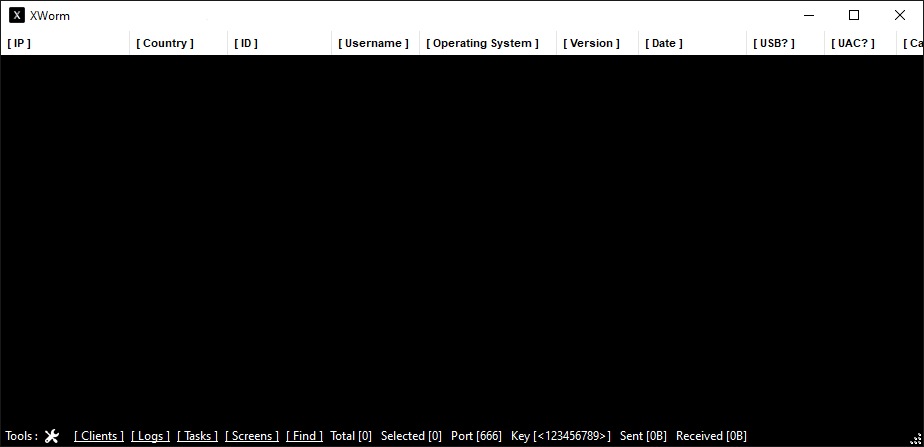 X XWorm
[ IP ] [ Country ] [ ID ] [ Username ] [ Operating System ] [ Version ] [ Date ] [ USB? ] [ UAC? ] [ Ca
Tools : [ Clients ] [ Logs ] [ Tasks ] [ Screens ] [ Find ] Total [0] Selected [0] Port [666] Key [<123456789>] Sent [0B] Received [0B]